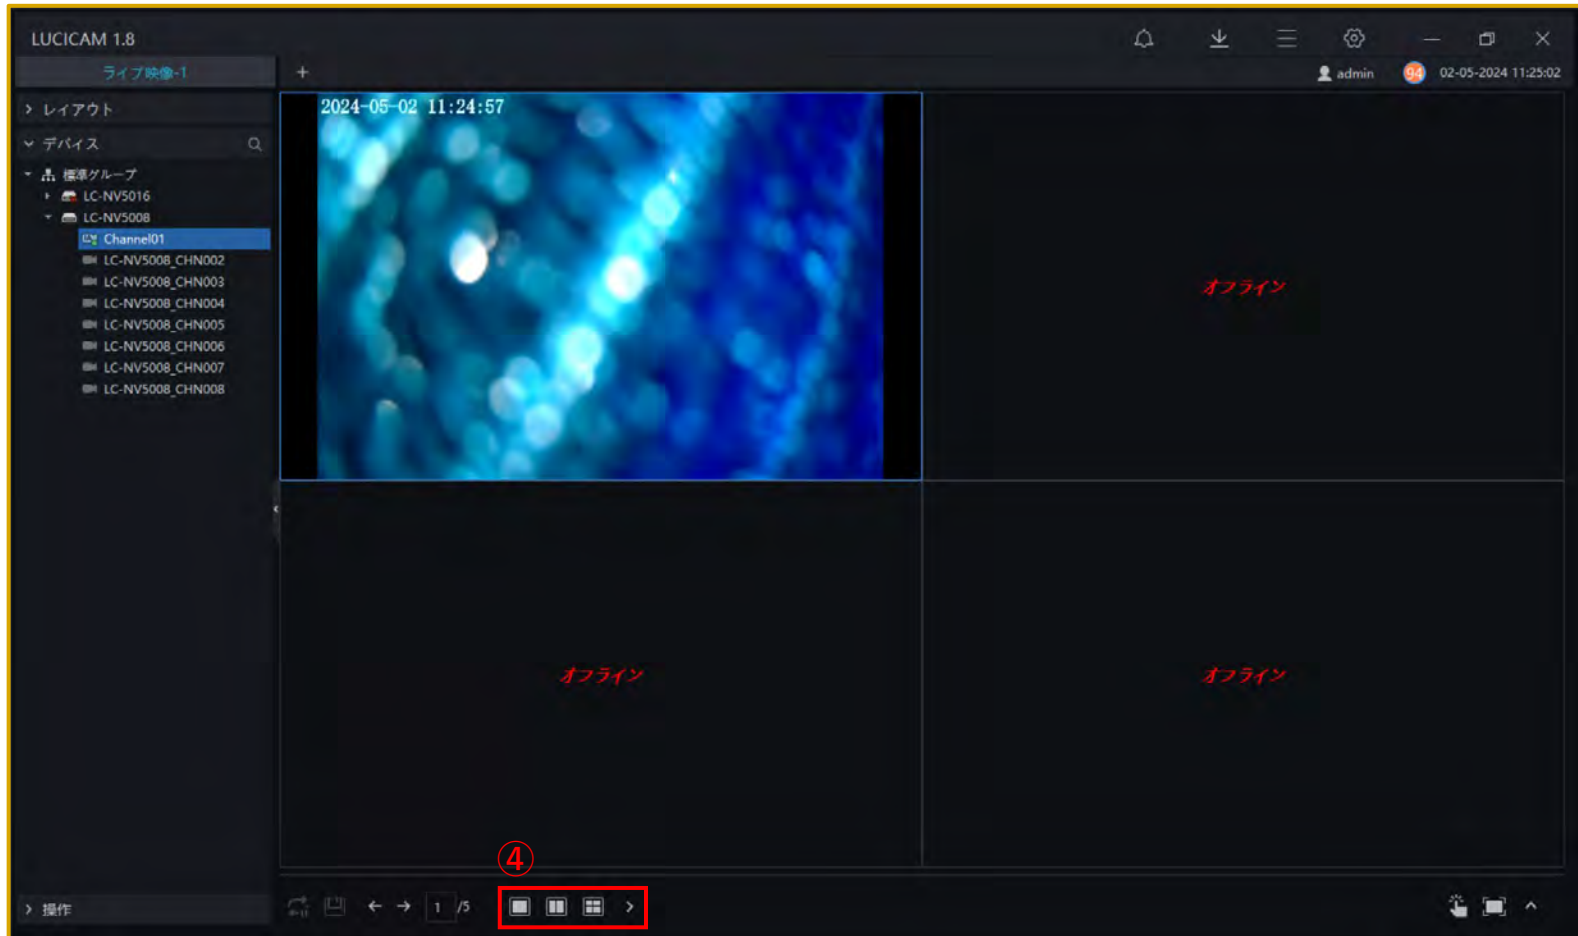 LUCICAM 1.8
ライブ映像-1
+
admin
94
02-05-2024 11:25:02
レイアウト
デバイス
標準グループ
LC-NV5016
LC-NV5008
Channel01
LC-NV5008_CHN002
LC-NV5008_CHN003
LC-NV5008_CHN004
LC-NV5008_CHN005
LC-NV5008_CHN006
LC-NV5008_CHN007
LC-NV5008_CHN008
2024-05-02 11:24:57
オフライン
オフライン
オフライン
④
操作
1 /5